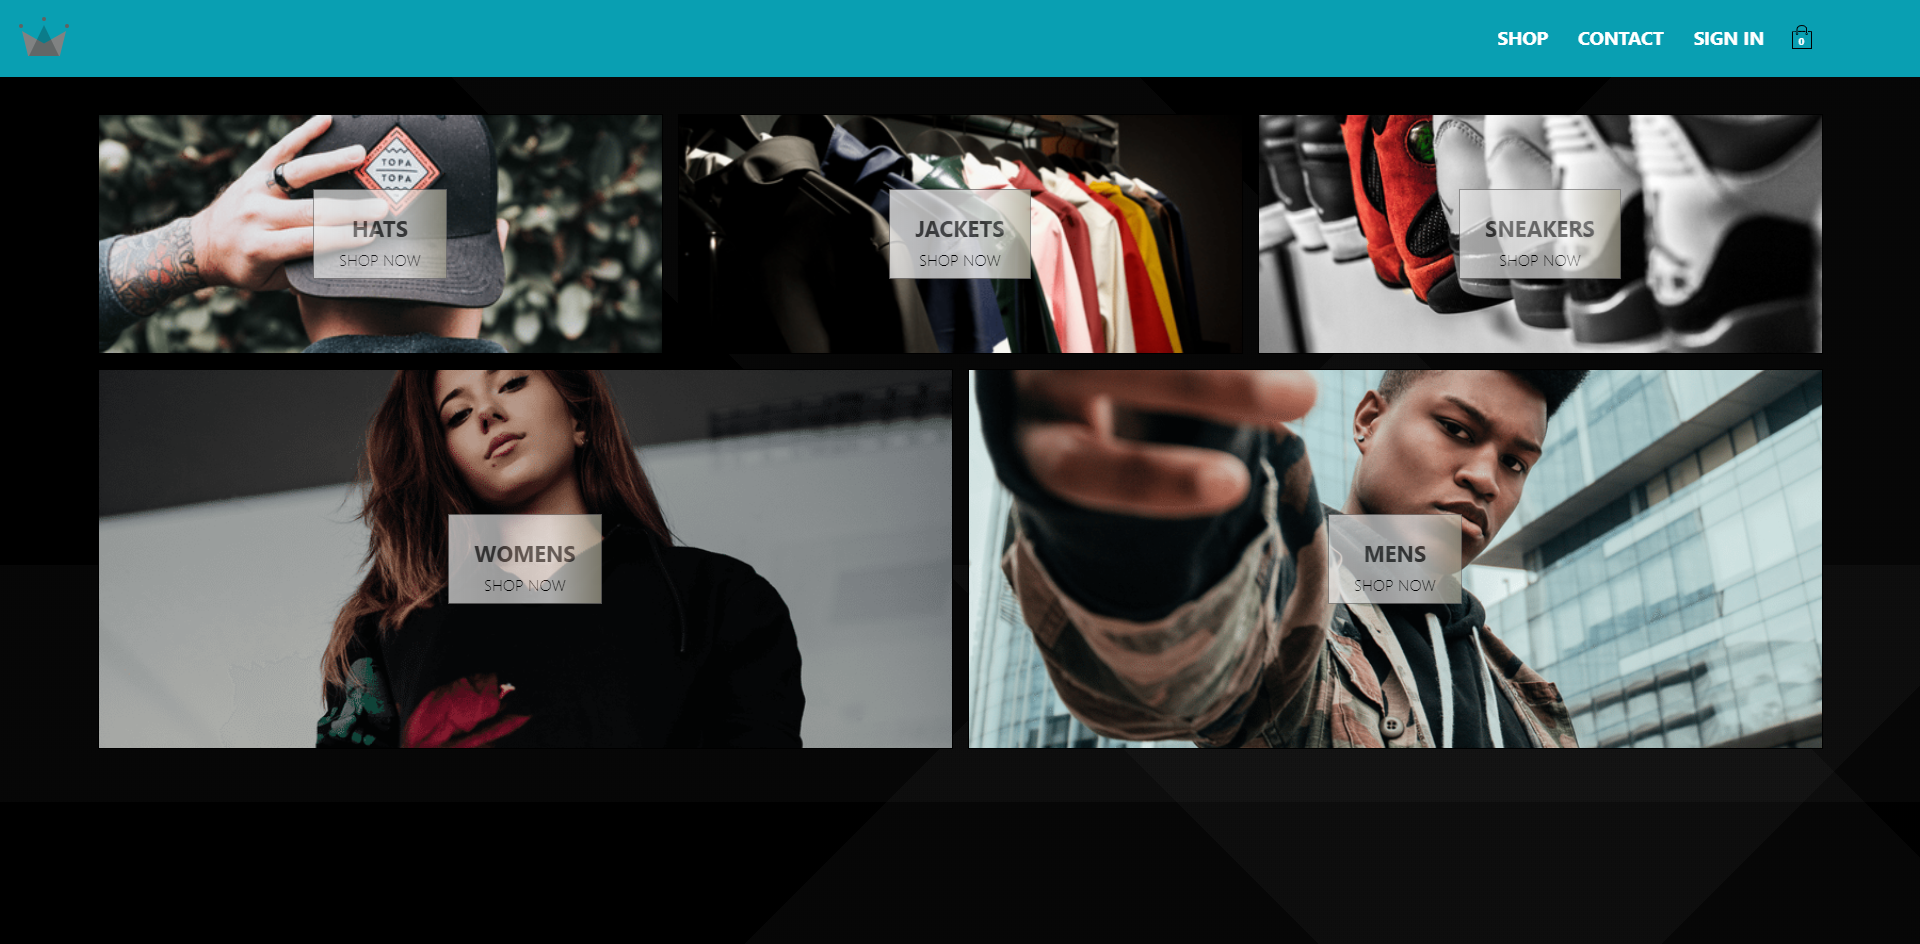 SHOP CONTACT SIGN IN 0
TOPA
TOPA
HATS
SHOP NOW
JACKETS
SHOP NOW
SNEAKERS
SHOP NOW
WOMENS
SHOP NOW
MENS
SHOP NOW